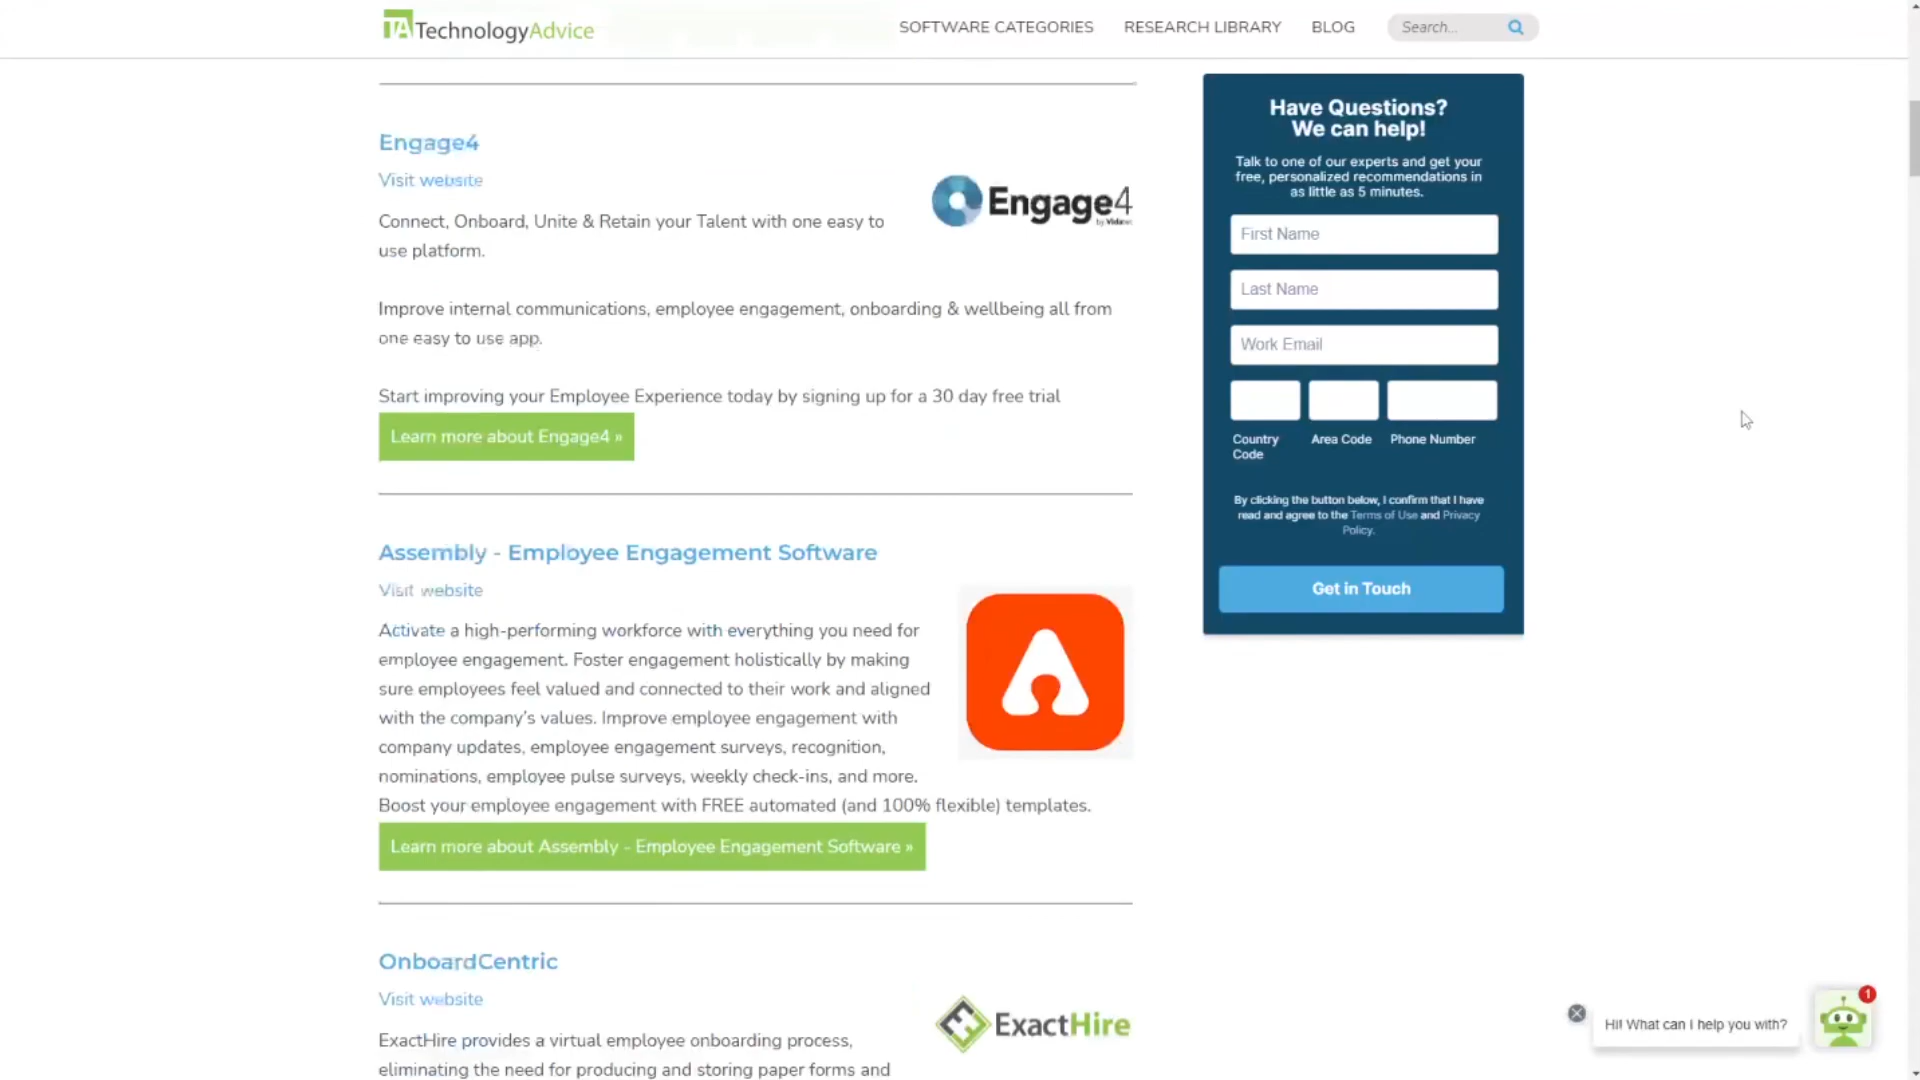 TA TechnologyAdvice
SOFTWARE CATEGORIES
RESEARCH LIBRARY
BLOG
Search...
Engage4
Visit website
Connect, Onboard, Unite & Retain your Talent with one easy to
use platform.
Improve internal communications, employee engagement, onboarding & wellbeing all from
one easy to use app.
Start improving your Employee Experience today by signing up for a 30 day free trial
Learn more about Engage4 »
Engage4
Assembly - Employee Engagement Software
Visit website
Activate a high-performing workforce with everything you need for
employee engagement. Foster engagement holistically by making
sure employees feel valued and connected to their work and aligned
with the company's values. Improve employee engagement with
company updates, employee engagement surveys, recognition,
nominations, employee pulse surveys, weekly check-ins, and more.
Boost your employee engagement with FREE automated (and 100% flexible) templates.
Learn more about Assembly - Employee Engagement Software »
OnboardCentric
Visit website
ExactHire provides a virtual employee onboarding process,
eliminating the need for producing and storing paper forms and
ExactHire
Have Questions?
We can help!
Talk to one of our experts and get your
free, personalized recommendations in
as little as 5 minutes.
First Name
Last Name
Work Email
Country
Code
Area Code
Phone Number
By clicking the button below, I confirm that I have
read and agree to the Terms of Use and Privacy
Policy.
Get in Touch
Hi! What can I help you with?
1